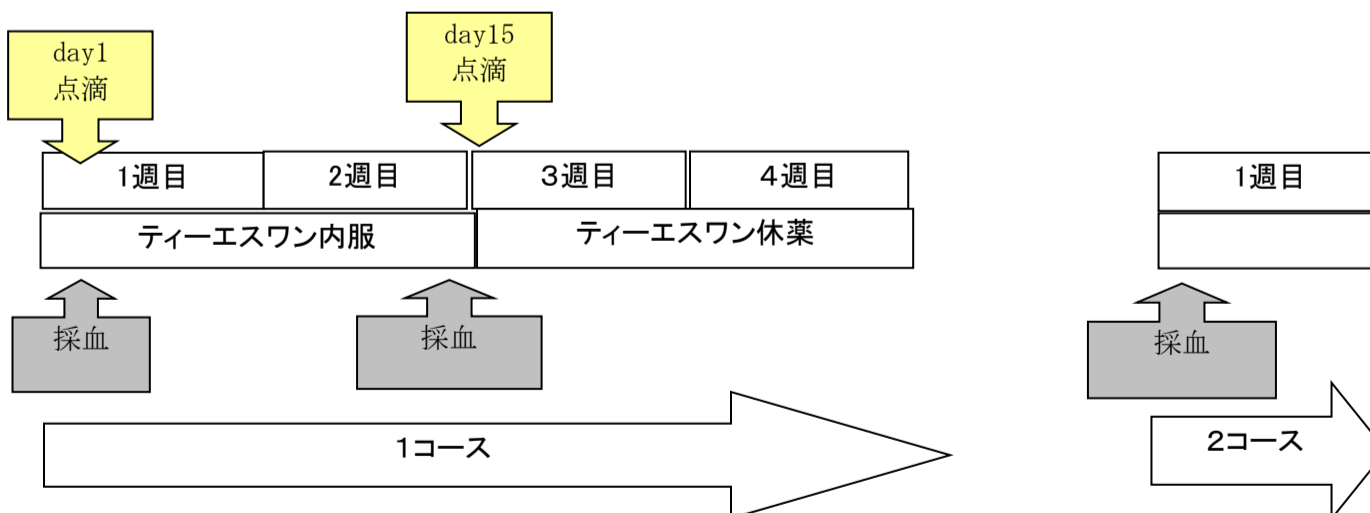 day1
点滴
day15
点滴
1週目
2週目
３週目
４週目
1週目
ティーエスワン内服
ティーエスワン休薬
採血
採血
採血
１コース
２コース